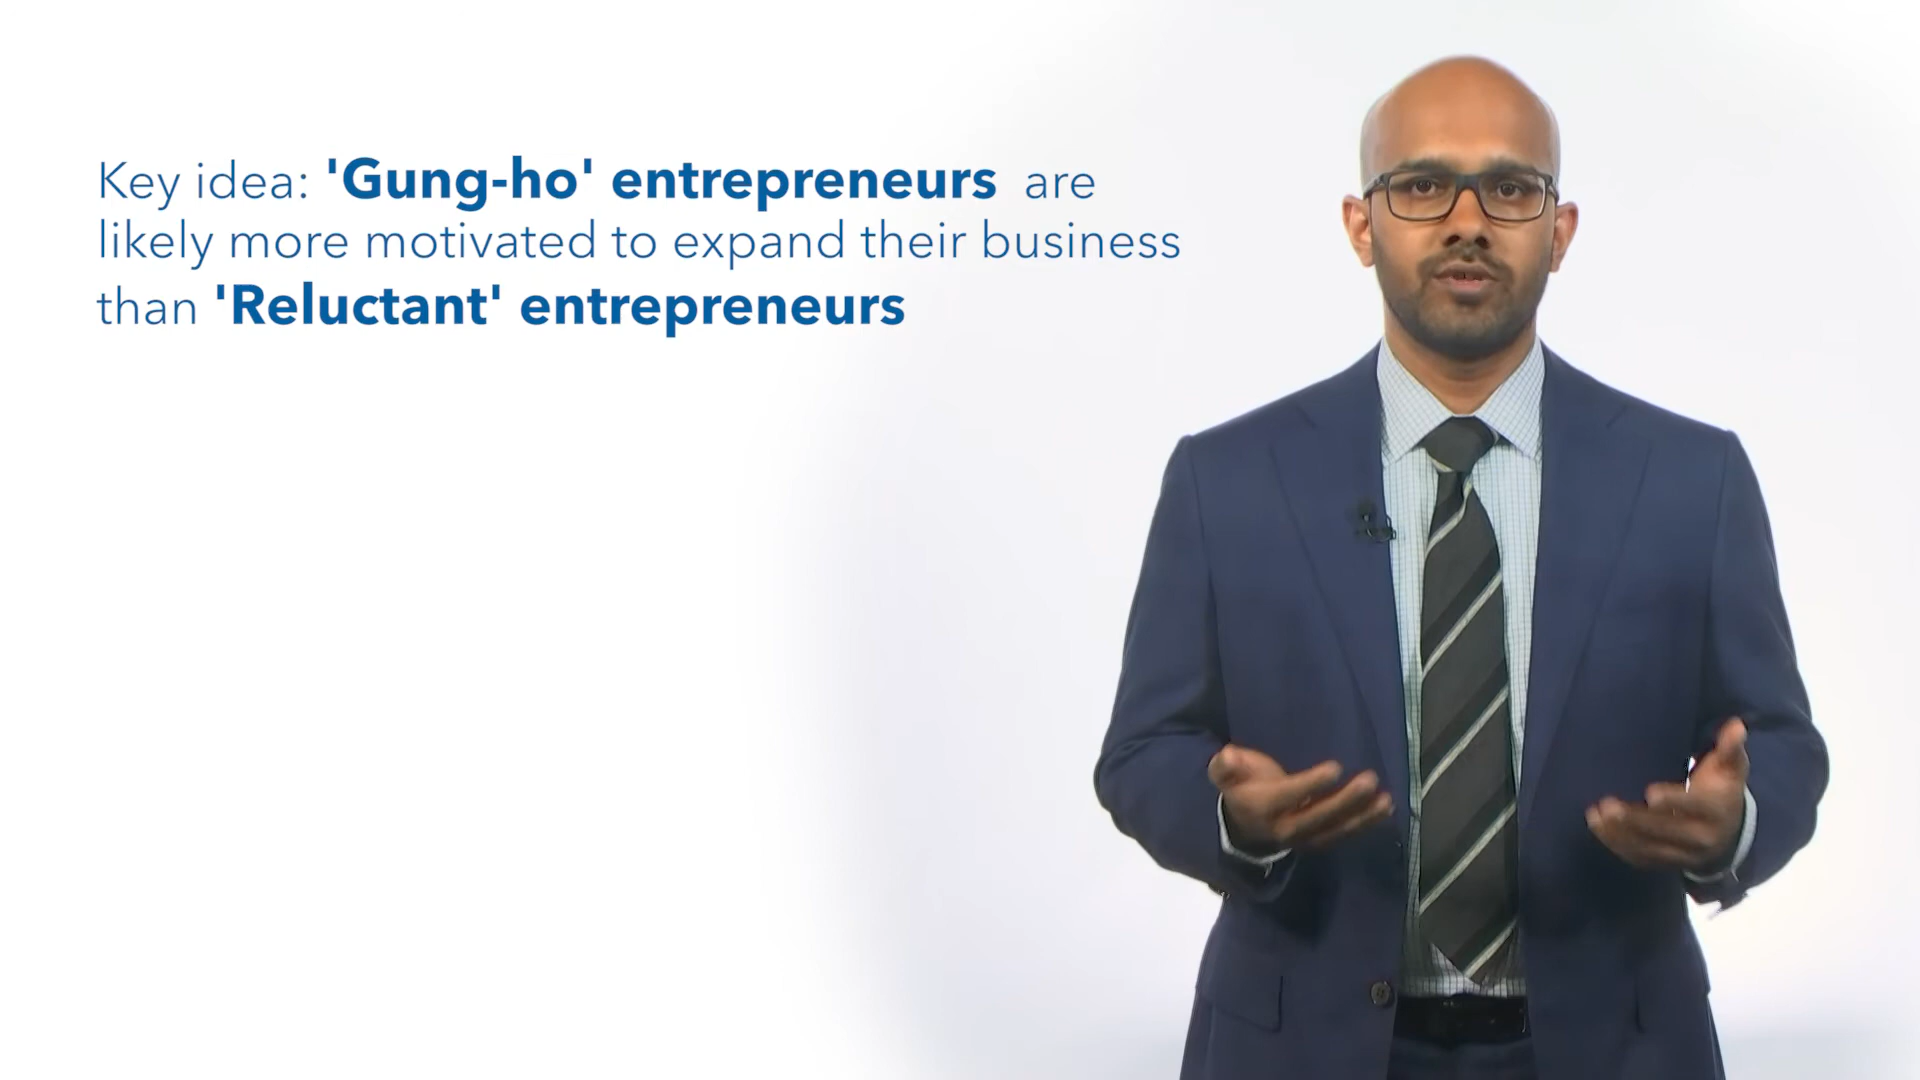 Key idea: 'Gung-ho' entrepreneurs are
likely more motivated to expand their business
than 'Reluctant' entrepreneurs